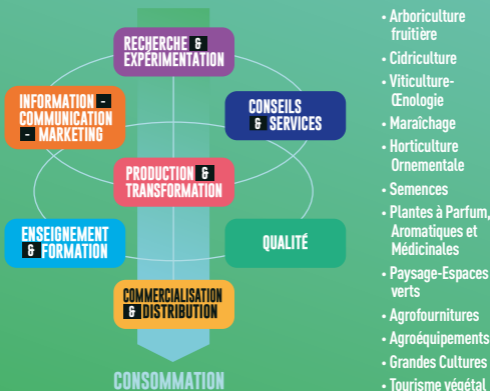 RECHERCHE &
EXPÉRIMENTATION
INFORMATION -
COMMUNICATION
- MARKETING
CONSEILS
& SERVICES
PRODUCTION &
TRANSFORMATION
ENSEIGNEMENT
& FORMATION
QUALITÉ
COMMERCIALISATION
& DISTRIBUTION
CONSOMMATION
• Arboriculture
fruitière
• Cidriculture
• Viticulture-
Œnologie
• Maraîchage
• Horticulture
Ornementale
• Semences
• Plantes à Parfum,
Aromatiques et
Médicinales
• Paysage-Espaces
verts
• Agrofournitures
• Agroéquipements
• Grandes Cultures
• Tourisme végétal